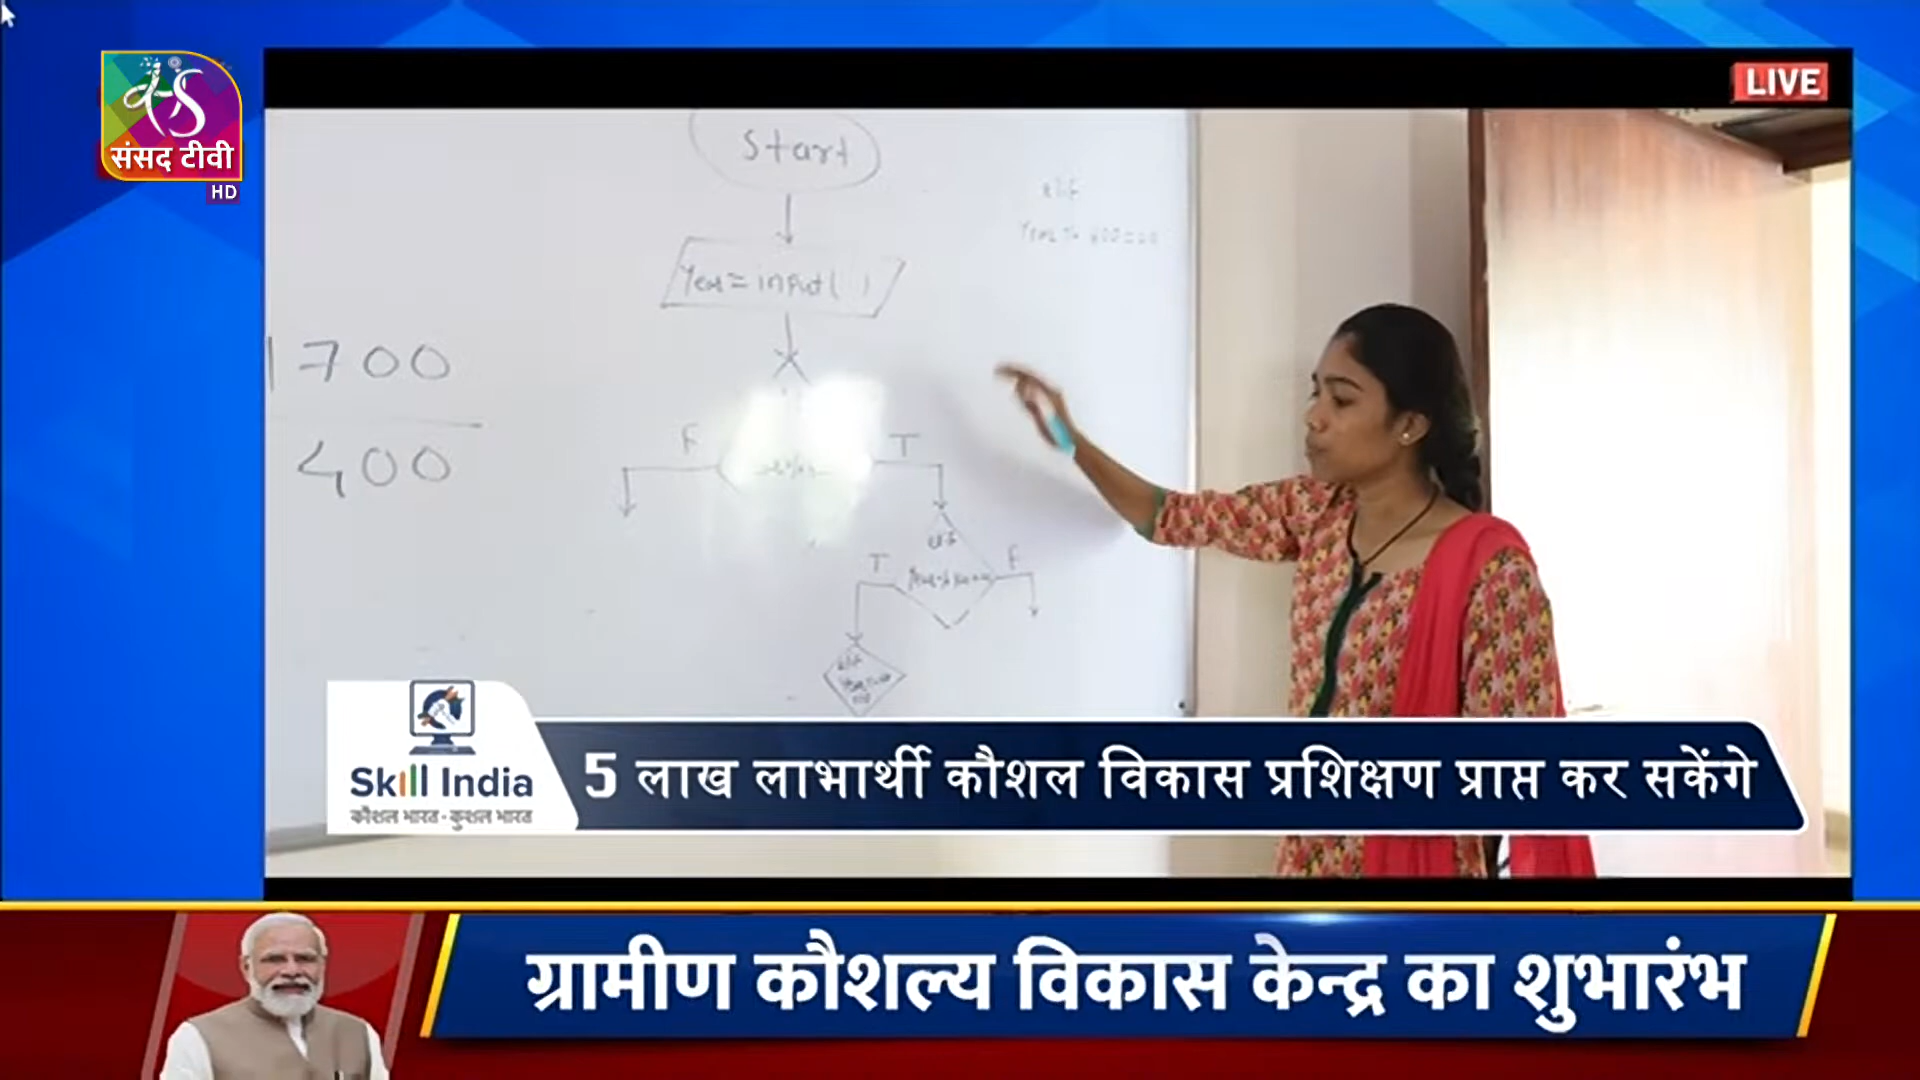 संसद टीवी
HD
LIVE
Start
Year = input( )
1700
400
F
T
T
F
Skill India
कौशल भारत - कुशल भारत
5 लाख लाभार्थी कौशल विकास प्रशिक्षण प्राप्त कर सकेंगे
ग्रामीण कौशल्य विकास केन्द्र का शुभारंभ